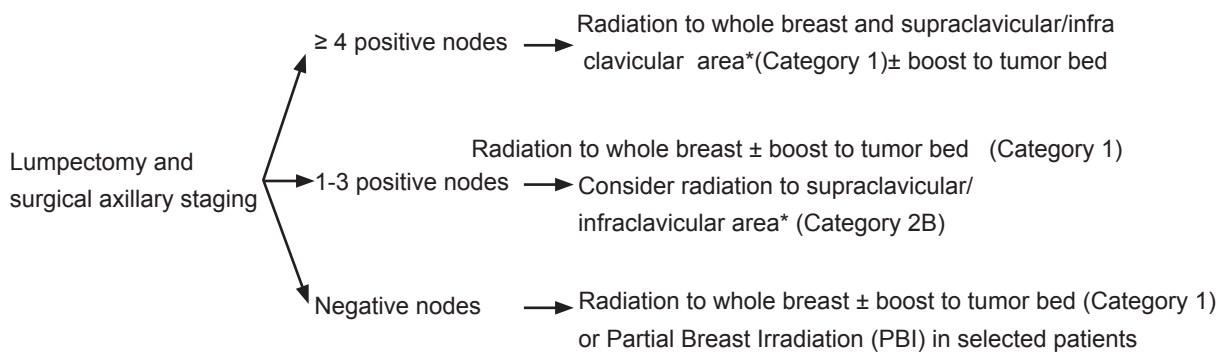 ≥ 4 positive nodes
Radiation to whole breast and supraclavicular/infra
clavicular area*(Category 1)± boost to tumor bed
Lumpectomy and
surgical axillary staging
1-3 positive nodes
Radiation to whole breast ± boost to tumor bed (Category 1)
Consider radiation to supraclavicular/
infraclavicular area* (Category 2B)
Negative nodes
Radiation to whole breast ± boost to tumor bed (Category 1)
or Partial Breast Irradiation (PBI) in selected patients